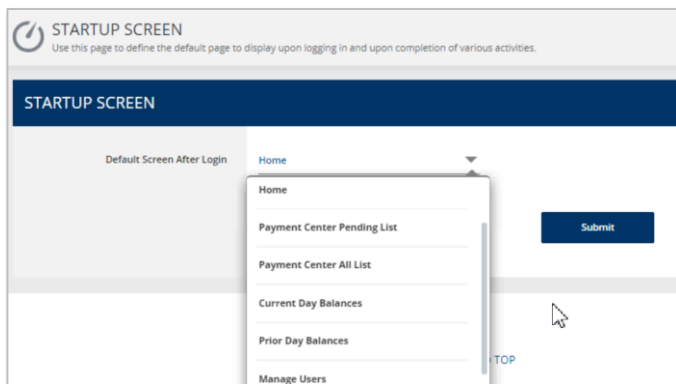 STARTUP SCREEN
Use this page to define the default page to display upon logging in and upon completion of various activities.
STARTUP SCREEN
Default Screen After Login
Home
Home
Payment Center Pending List
Submit
Payment Center All List
Current Day Balances
Prior Day Balances
TOP
Manage Users